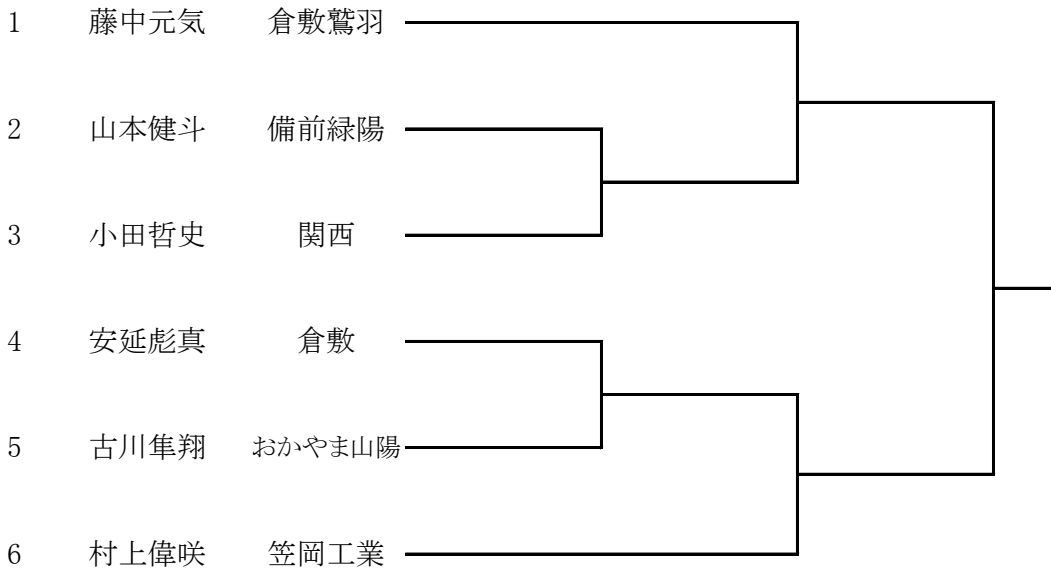 1 藤中元気 倉敷鷲羽
2 山本健斗 備前緑陽
3 小田哲史 関西
4 安延彪真 倉敷
5 古川隼翔 おかやま山陽
6 村上偉咲 笠岡工業